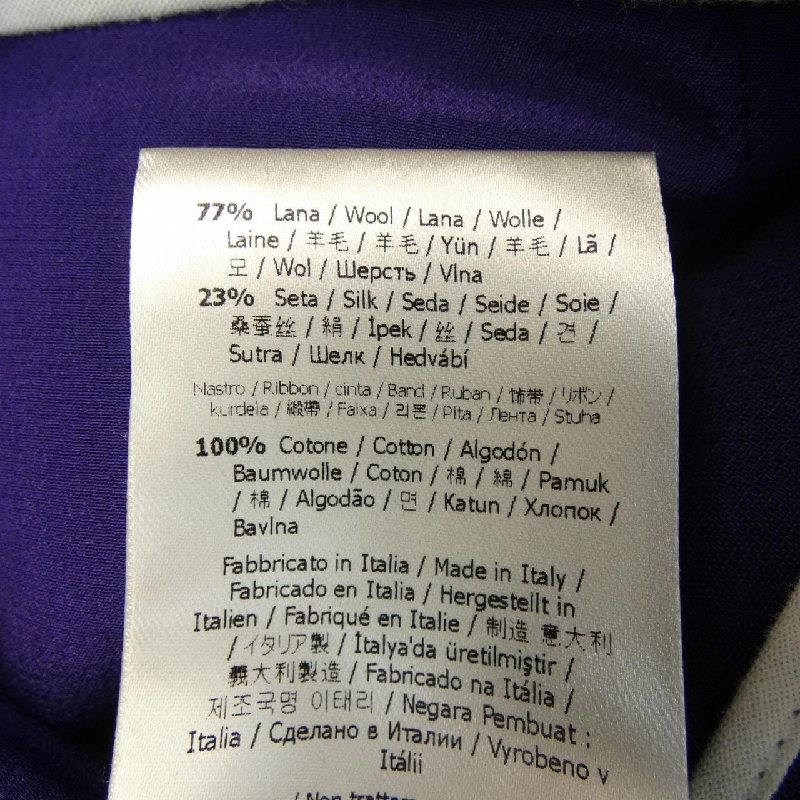 77% Lana / Wool / Lana / Wolle /
Laine / 羊毛 / 羊毛 / Yün / 羊毛 / Lã /
모 / Wol / Шерсть / Vlna
23% Seta / Silk / Seda / Seide / Soie /
桑蚕丝 / 絹 / İpek / 丝 / Seda / 견 /
Sutra / Шелк / Hedvábí
Nastro / Ribbon / cinta / Band / Ruban / 饰带 / リボン /
kurdela / 緞帶 / Faixa / 리본 / Pita / Лента / Stuha
100% Cotone / Cotton / Algodón /
Baumwolle / Coton / 棉 / 綿 / Pamuk
/ 棉 / Algodão / 면 / Katun / Хлопок /
Bavlna
Fabbricato in Italia / Made in Italy /
Fabricado en Italia / Hergestellt in
Italien / Fabriqué en Italie / 制造 意大利
/ イタリア製 / İtalya'da üretilmiştir /
義大利製造 / Fabricado na Itália /
제조국명 이태리 / Negara Pembuat :
Italia / Сделано в Италии / Vyrobeno v
Itálii
/ Non